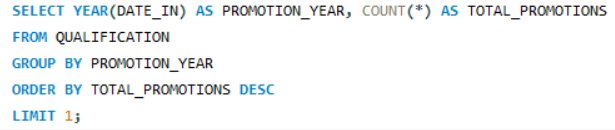 SELECT YEAR(DATE_IN) AS PROMOTION_YEAR, COUNT(*) AS TOTAL_PROMOTIONS
FROM QUALIFICATION
GROUP BY PROMOTION_YEAR
ORDER BY TOTAL_PROMOTIONS DESC
LIMIT 1;